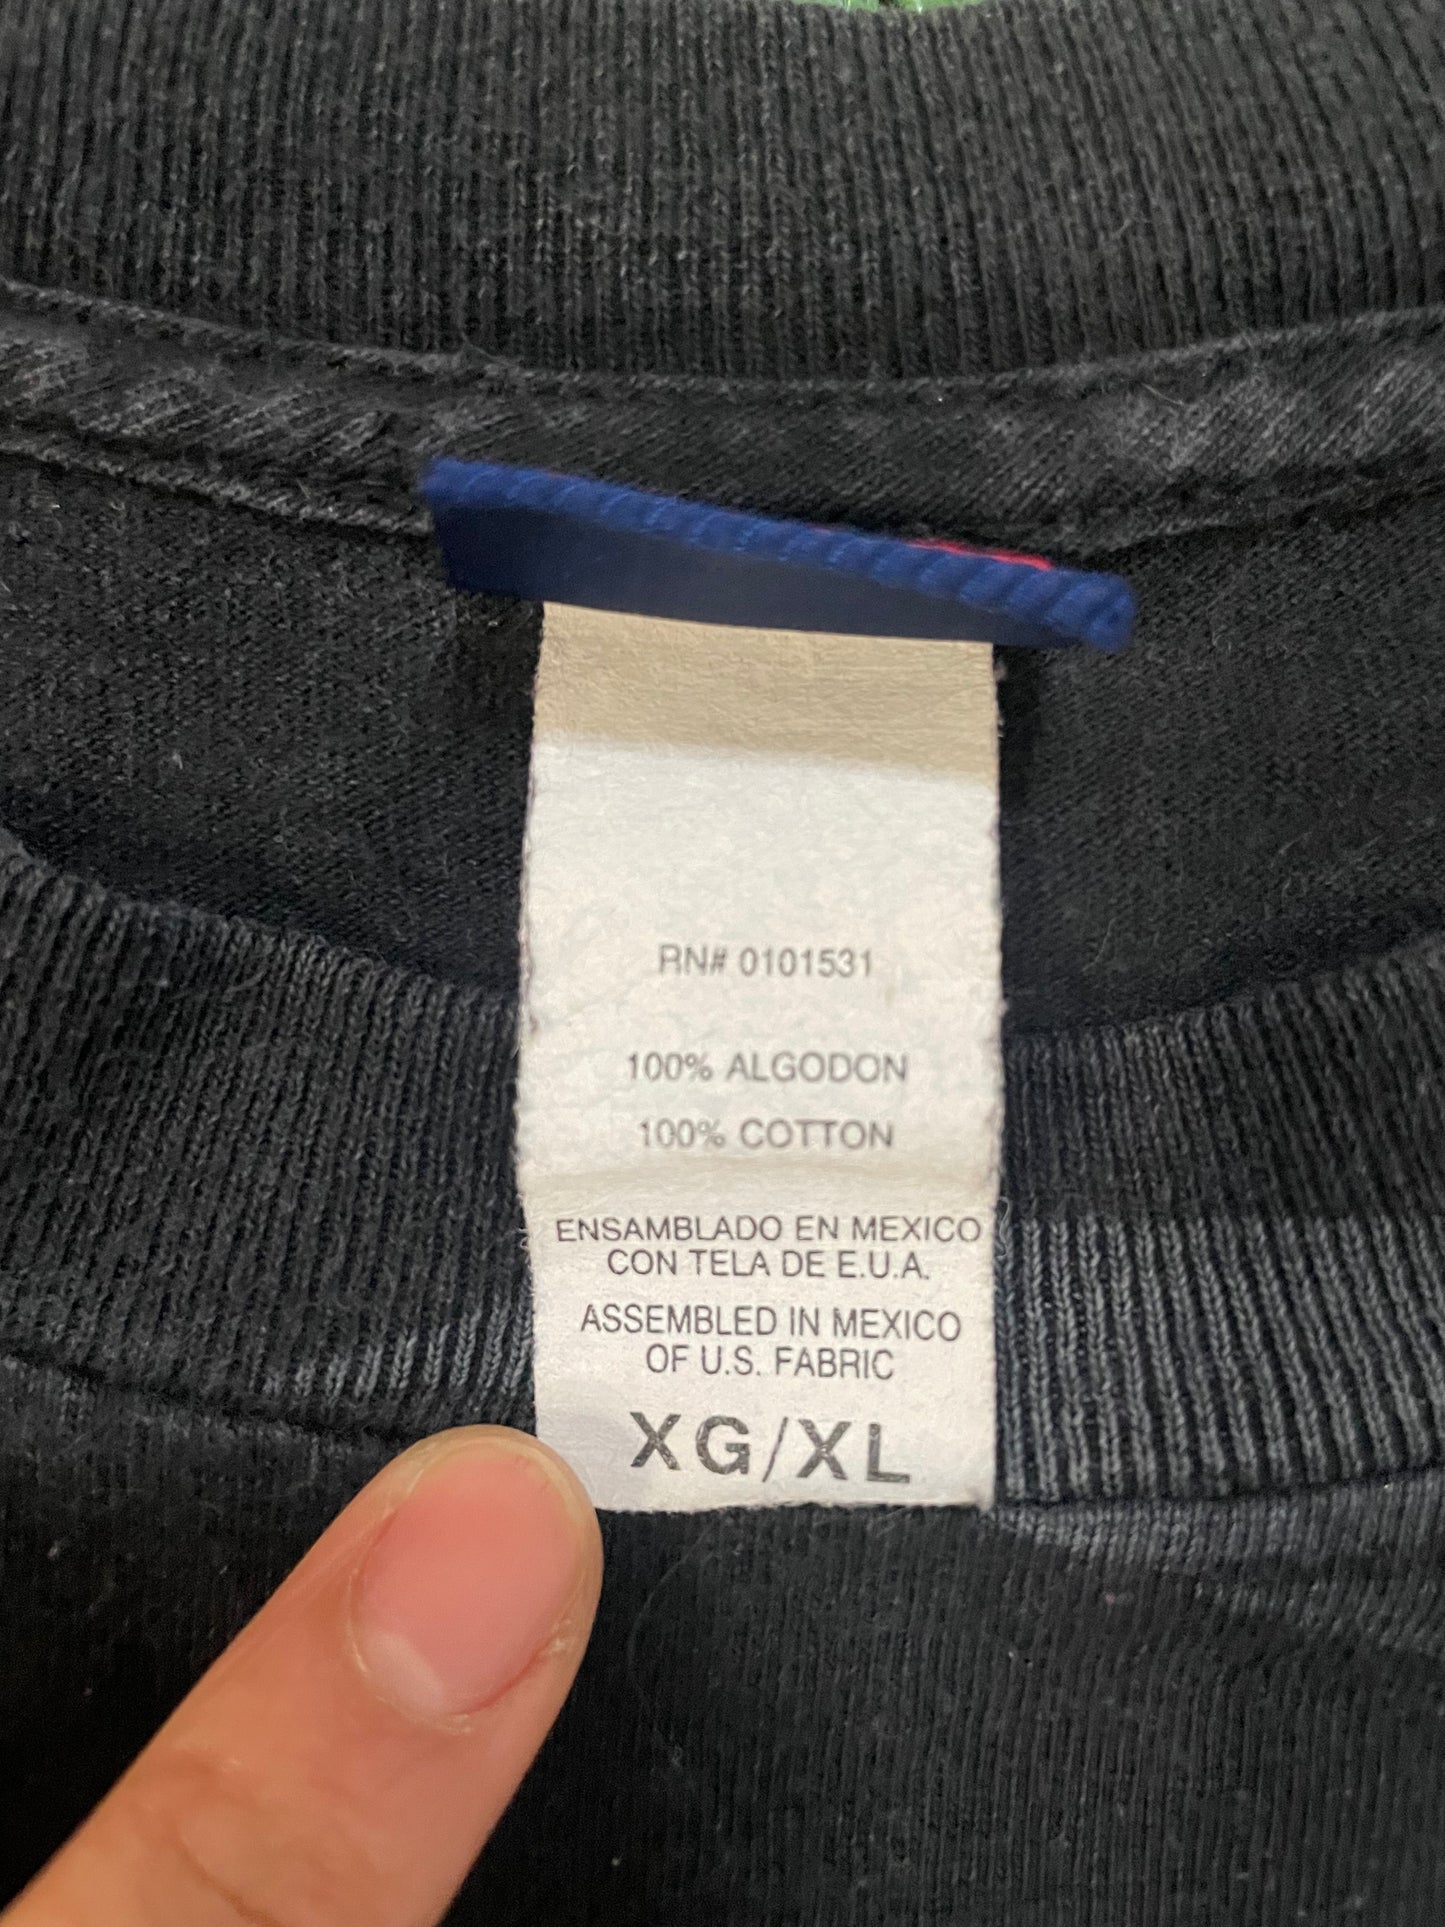 RN# 0101531
100% ALGODON
100% COTTON
ENSAMBLADO EN MEXICO
CON TELA DE E.U.A.
ASSEMBLED IN MEXICO
OF U.S. FABRIC
XG/XL